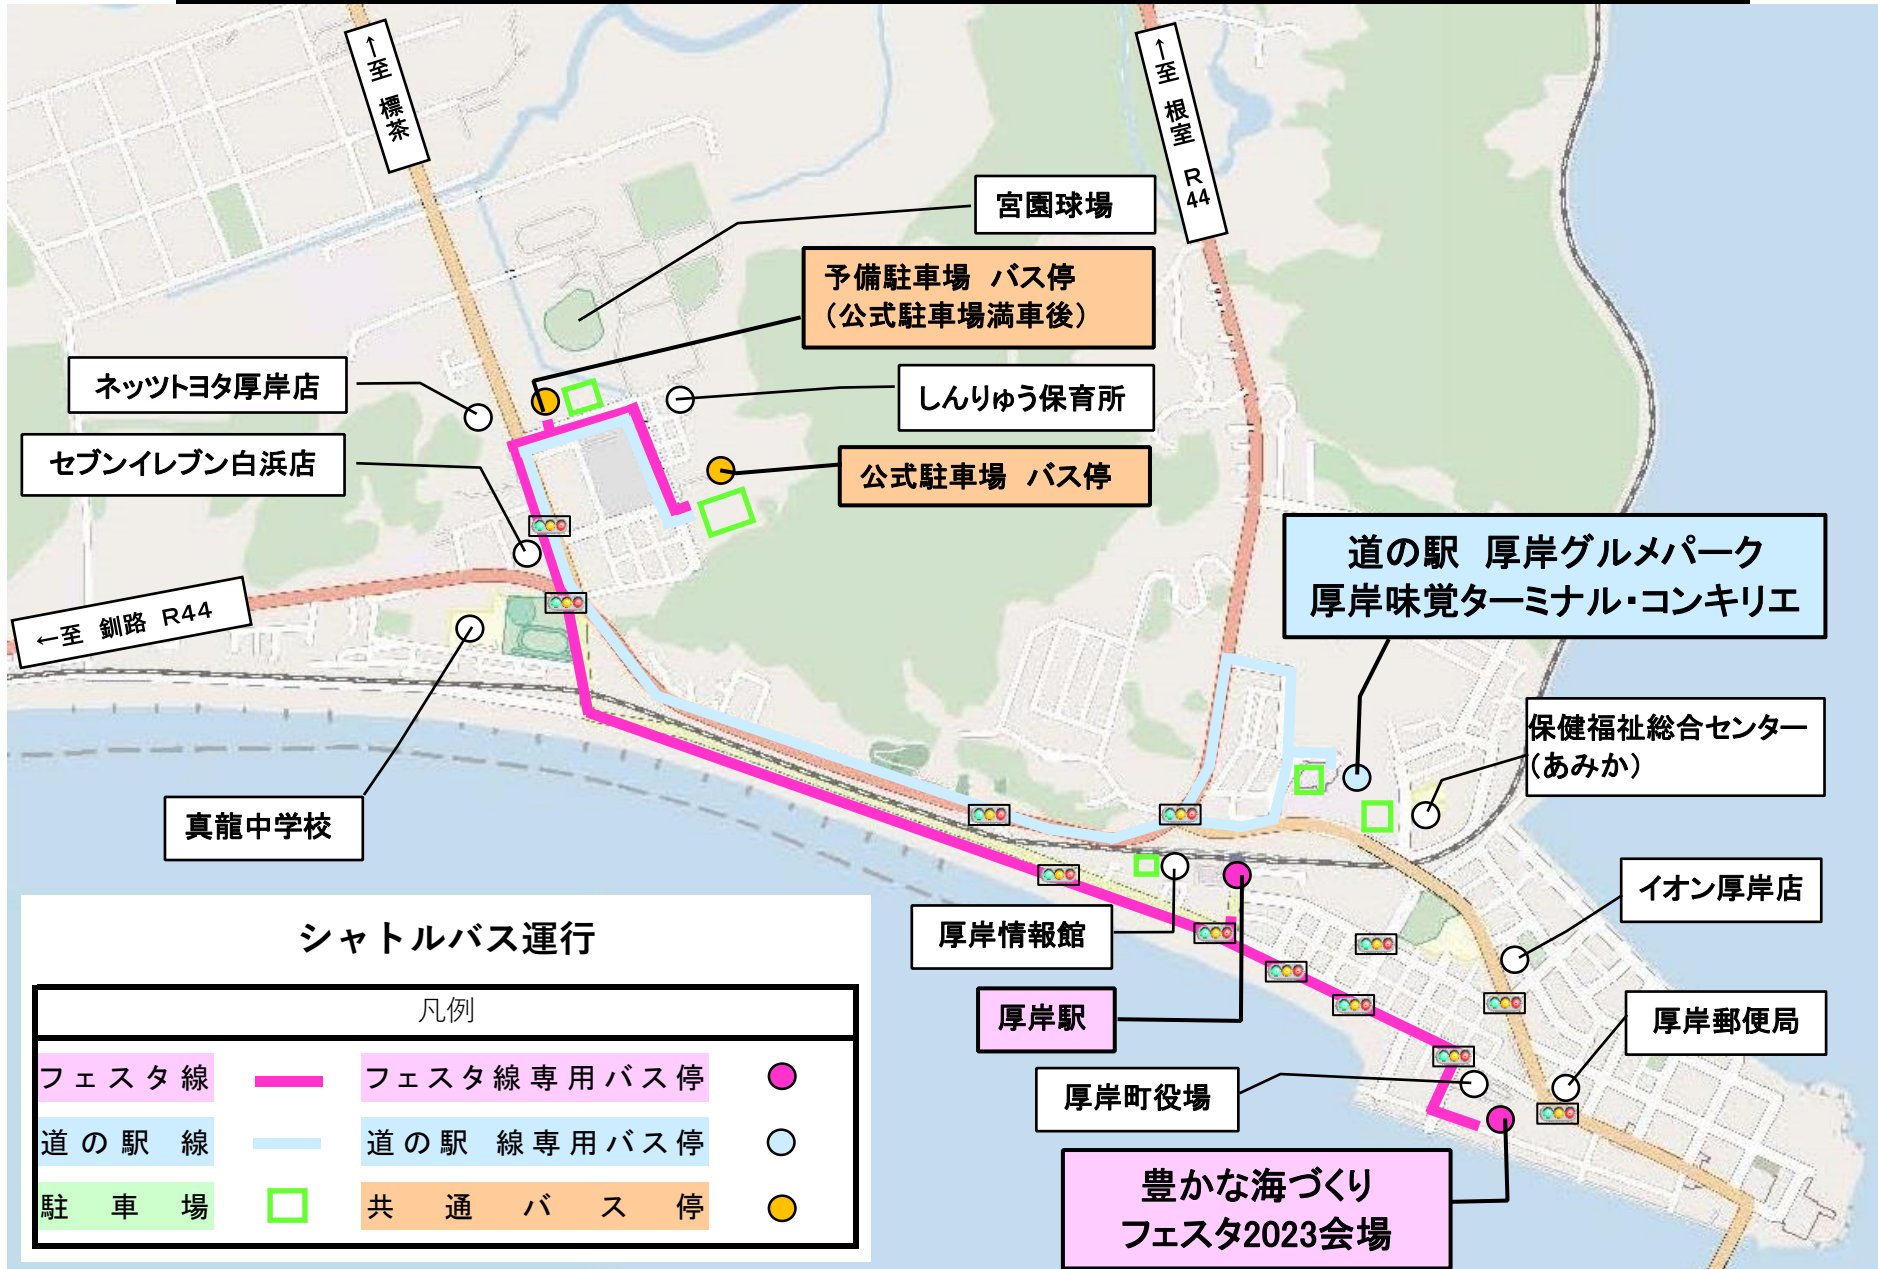 ←至 標茶
←至 根室 R44
宮園球場
予備駐車場 バス停
（公式駐車場満車後）
ネッツトヨタ厚岸店
しんりゅう保育所
セブンイレブン白浜店
公式駐車場 バス停
道の駅 厚岸グルメパーク
厚岸味覚ターミナル・コンキリエ
←至 釧路 R44
保健福祉総合センター
（あみか）
真龍中学校
イオン厚岸店
厚岸情報館
厚岸駅
厚岸郵便局
厚岸町役場
豊かな海づくり
フェスタ2023会場
シャトルバス運行
凡例
フェスタ線 フェスタ線専用バス停
道の駅 線 道の駅 線専用バス停
駐車場 共通バス停